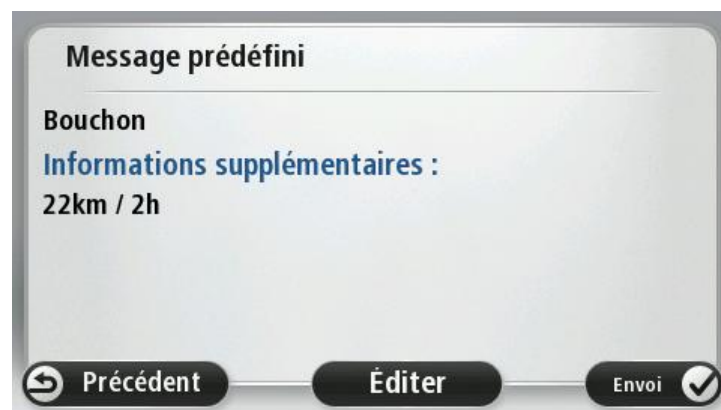 Message prédéfini
Bouchon
Informations supplémentaires :
22km / 2h
Précédent
Éditer
Envoi